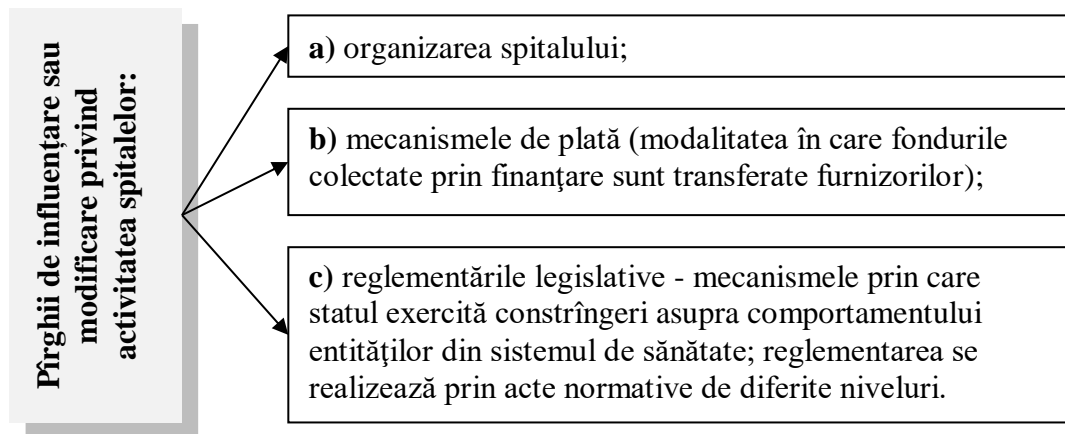 Pîrghii de influențare sau
modificare privind
activitatea spitalelor:
a) organizarea spitalului;
b) mecanismele de plată (modalitatea în care fondurile
colectate prin finanţare sunt transferate furnizorilor);
c) reglementările legislative - mecanismele prin care
statul exercită constrîngeri asupra comportamentului
entităţilor din sistemul de sănătate; reglementarea se
realizează prin acte normative de diferite niveluri.